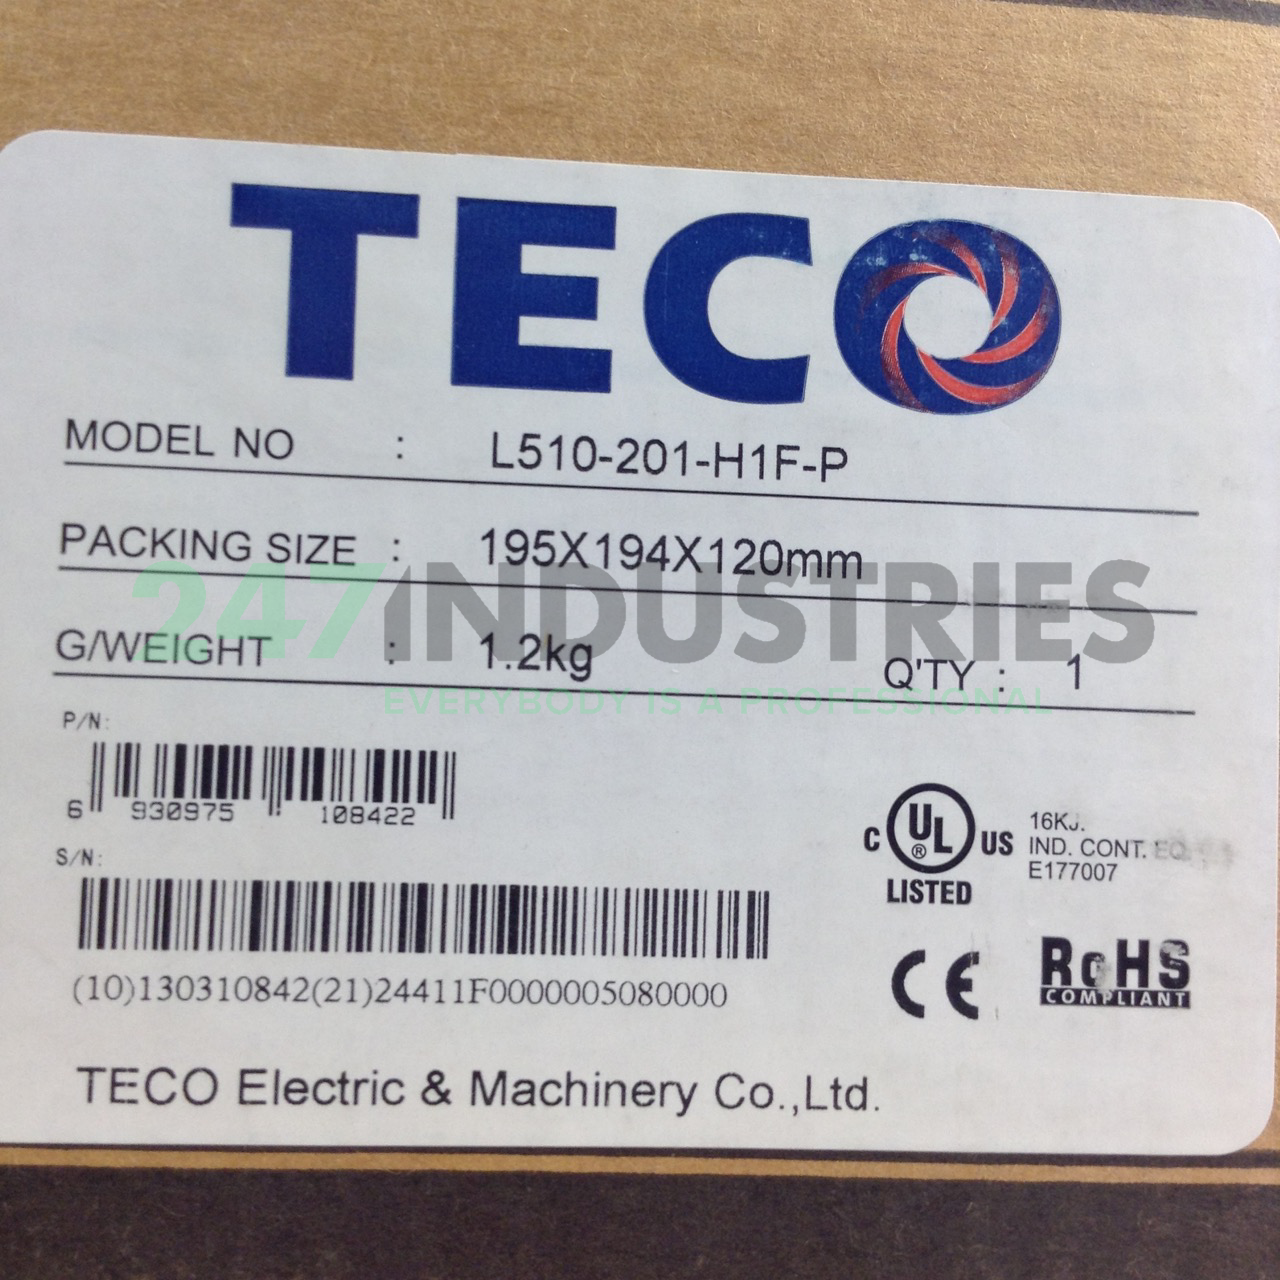 TECO
MODEL NO : L510-201-H1F-P
PACKING SIZE : 195X194X120mm
247INDUSTRIES
G/WEIGHT : 1.2kg Q'TY : 1
EVERYBODY IS A PROFESSIONAL
P/N:
6 930975 108422
S/N:
(10)130310842(21)24411F0000005080000
C UL ® US
LISTED
16KJ.
IND. CONT. EQ.
E177007
CE
RoHS
COMPLIANT
TECO Electric & Machinery Co.,Ltd.